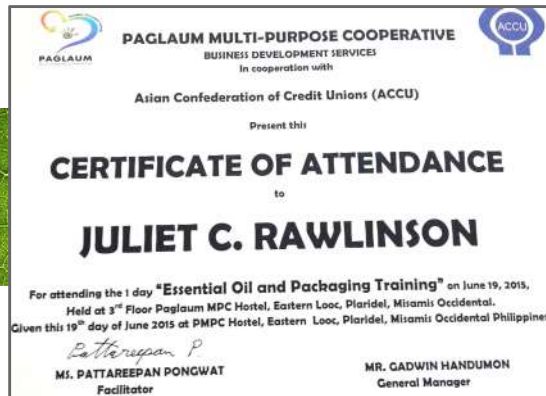 PAGLAUM
PAGLAUM MULTI-PURPOSE COOPERATIVE
BUSINESS DEVELOPMENT SERVICES
In cooperation with
ACCU
Asian Confederation of Credit Unions (ACCU)
Present this
CERTIFICATE OF ATTENDANCE
to
JULIET C. RAWLINSON
For attending the 1 day "Essential Oil and Packaging Training" on June 19, 2015,
Held at 3rd Floor Paglaum MPC Hostel, Eastern Looc, Plaridel, Misamis Occidental.
Given this 19th day of June 2015 at PMPC Hostel, Eastern Looc, Plaridel, Misamis Occidental Philippines
Pattareepan P.
MS. PATTAREEPAN PONGWAT
Facilitator
MR. GADWIN HANDUMON
General Manager